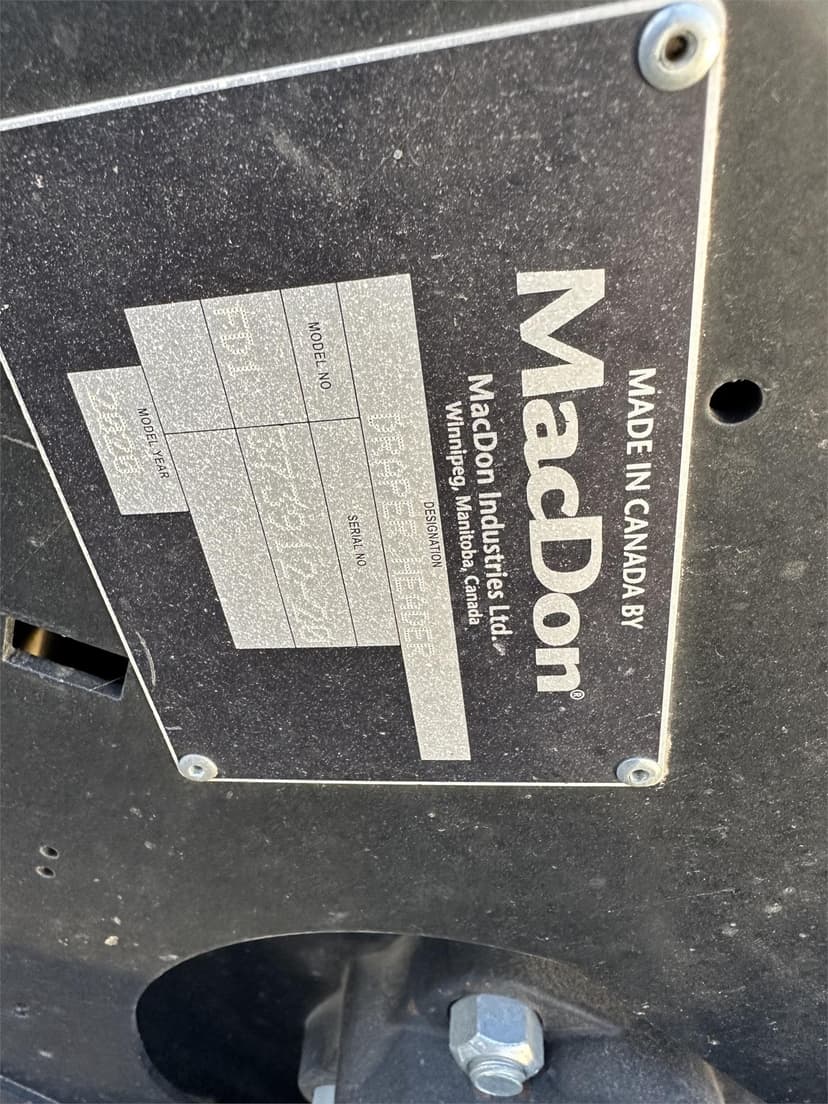 MADE IN CANADA BY
MacDon®
MacDon Industries Ltd.
Winnipeg, Manitoba, Canada
DESIGNATION
DRAPER HEADER
MODEL NO
SERIAL NO.
MODEL YEAR